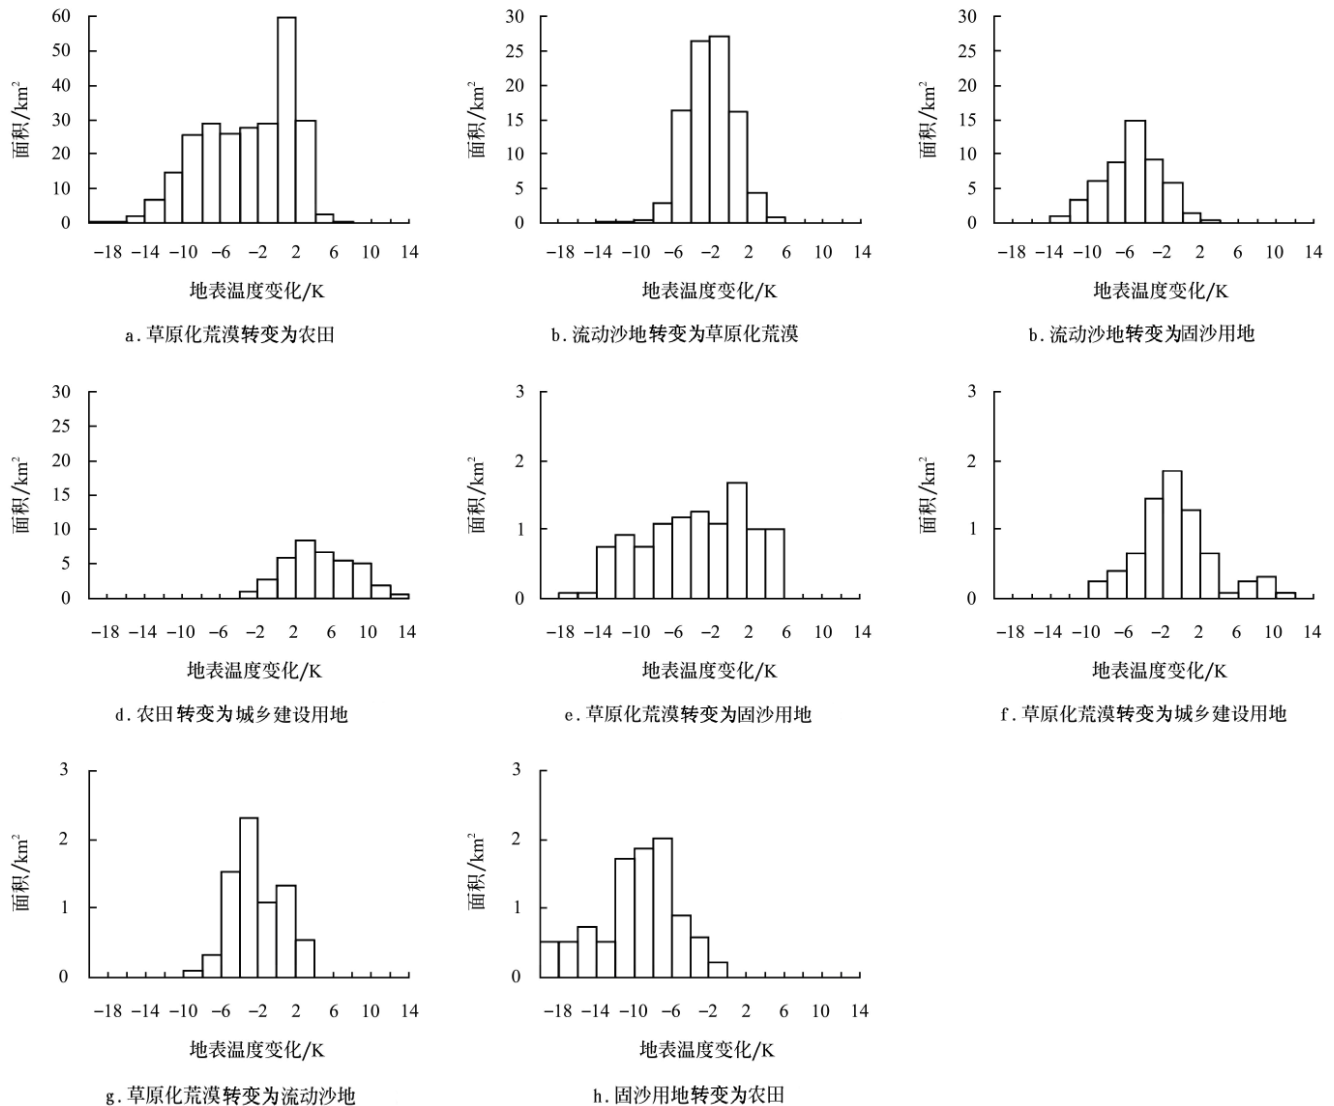 60
50
40
30
20
10
0
面积/km²
-18 -14 -10 -6 -2 2 6 10 14
地表温度变化/K
a.草原化荒漠转变为农田
30
25
20
15
10
5
0
面积/km²
-18 -14 -10 -6 -2 2 6 10 14
地表温度变化/K
b.流动沙地转变为草原化荒漠
30
25
20
15
10
5
0
面积/km²
-18 -14 -10 -6 -2 2 6 10 14
地表温度变化/K
b.流动沙地转变为固沙用地
30
25
20
15
10
5
0
面积/km²
-18 -14 -10 -6 -2 2 6 10 14
地表温度变化/K
d.农田转变为城乡建设用地
3
2
1
0
面积/km²
-18 -14 -10 -6 -2 2 6 10 14
地表温度变化/K
e.草原化荒漠转变为固沙用地
3
2
1
0
面积/km²
-18 -14 -10 -6 -2 2 6 10 14
地表温度变化/K
f.草原化荒漠转变为城乡建设用地
3
2
1
0
面积/km²
-18 -14 -10 -6 -2 2 6 10 14
地表温度变化/K
g.草原化荒漠转变为流动沙地
3
2
1
0
面积/km²
-18 -14 -10 -6 -2 2 6 10 14
地表温度变化/K
h.固沙用地转变为农田